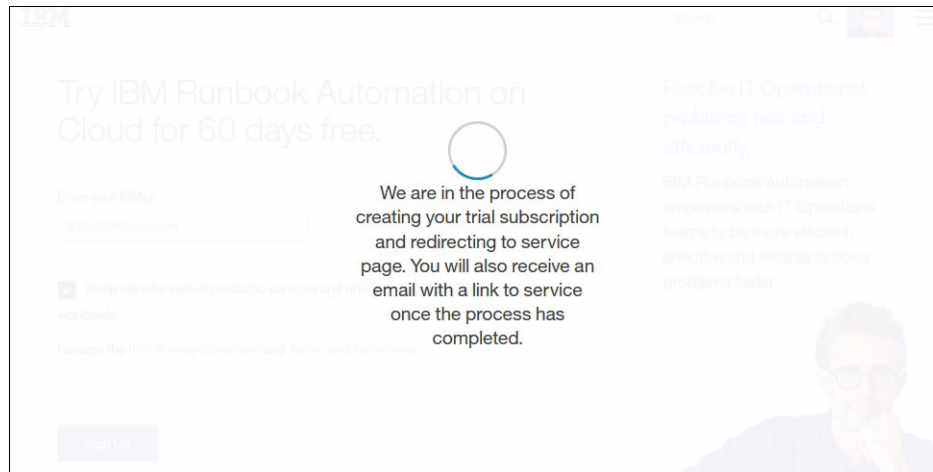 IBM
Try IBM Runbook Automation on
Cloud for 60 days free.
We are in the process of
creating your trial subscription
and redirecting to service
page. You will also receive an
email with a link to service
once the process has
completed.
Enter your IBMid
Keep me informed of products, services and
worldwide.
I accept the IBM Privacy Statement and Terms and Conditions.
Sign Up
Resolve IT Operational
problems fast and
efficiently.
IBM Runbook Automation
empowers your IT Operations
teams to be more efficient,
effective and reliable to solve
problems faster.